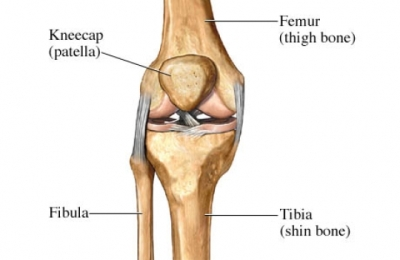 Femur
(thigh bone)
Kneecap
(patella)
Fibula
Tibia
(shin bone)